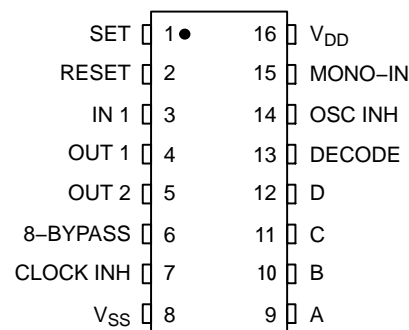 SET 1 16 VDD
RESET 2 15 MONO−IN
IN 1 3 14 OSC INH
OUT 1 4 13 DECODE
OUT 2 5 12 D
8−BYPASS 6 11 C
CLOCK INH 7 10 B
VSS 8 9 A